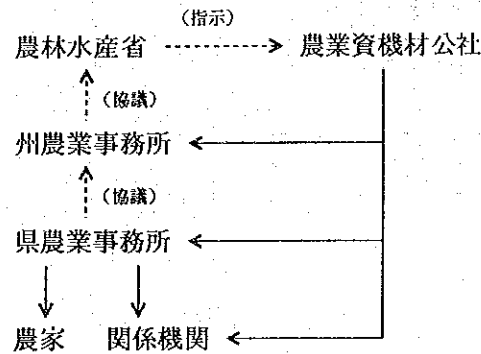 (指示)
農林水産省 農業資機材公社
(協議)
州農業事務所
(協議)
県農業事務所
農家 関係機関